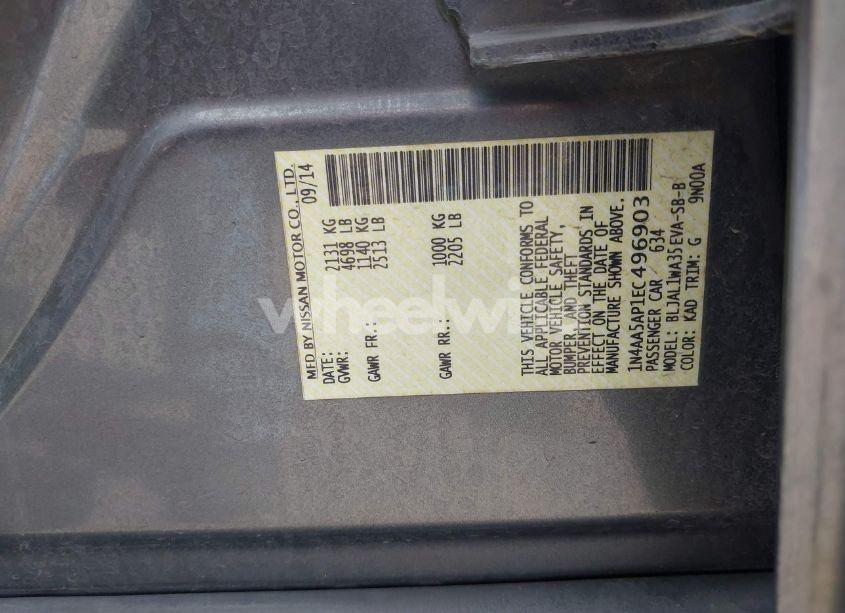 MFD BY NISSAN MOTOR CO., LTD.
DATE: 09/14
GVWR: 2131 KG
4698 LB
GAWR FR.: 1140 KG
2513 LB
GAWR RR.: 1000 KG
2205 LB
THIS VEHICLE CONFORMS TO
ALL APPLICABLE FEDERAL
MOTOR VEHICLE SAFETY,
BUMPER, AND THEFT
PREVENTION STANDARDS IN
EFFECT ON THE DATE OF
MANUFACTURE SHOWN ABOVE.
1N4AA5AP1EC496903
PASSENGER CAR 634
MODEL: BLJAL1WA35EVA-SB-B
COLOR: KAD TRIM: G 9N00A